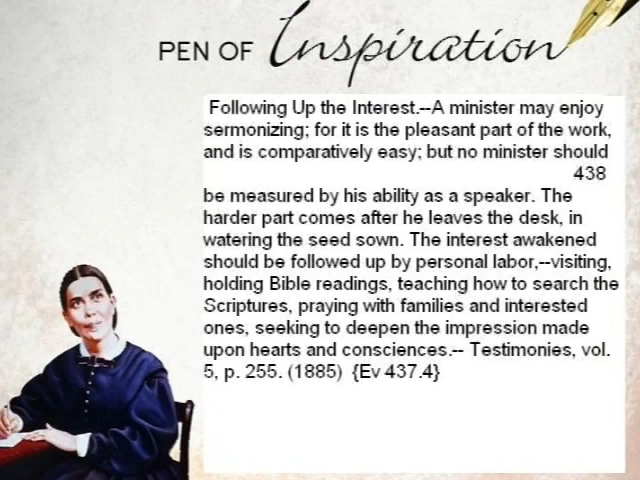 PEN OF Inspiration
Following Up the Interest.--A minister may enjoy
sermonizing; for it is the pleasant part of the work,
and is comparatively easy; but no minister should
438
be measured by his ability as a speaker. The
harder part comes after he leaves the desk, in
watering the seed sown. The interest awakened
should be followed up by personal labor,--visiting,
holding Bible readings, teaching how to search the
Scriptures, praying with families and interested
ones, seeking to deepen the impression made
upon hearts and consciences.-- Testimonies, vol.
5, p. 255. (1885) {Ev 437.4}